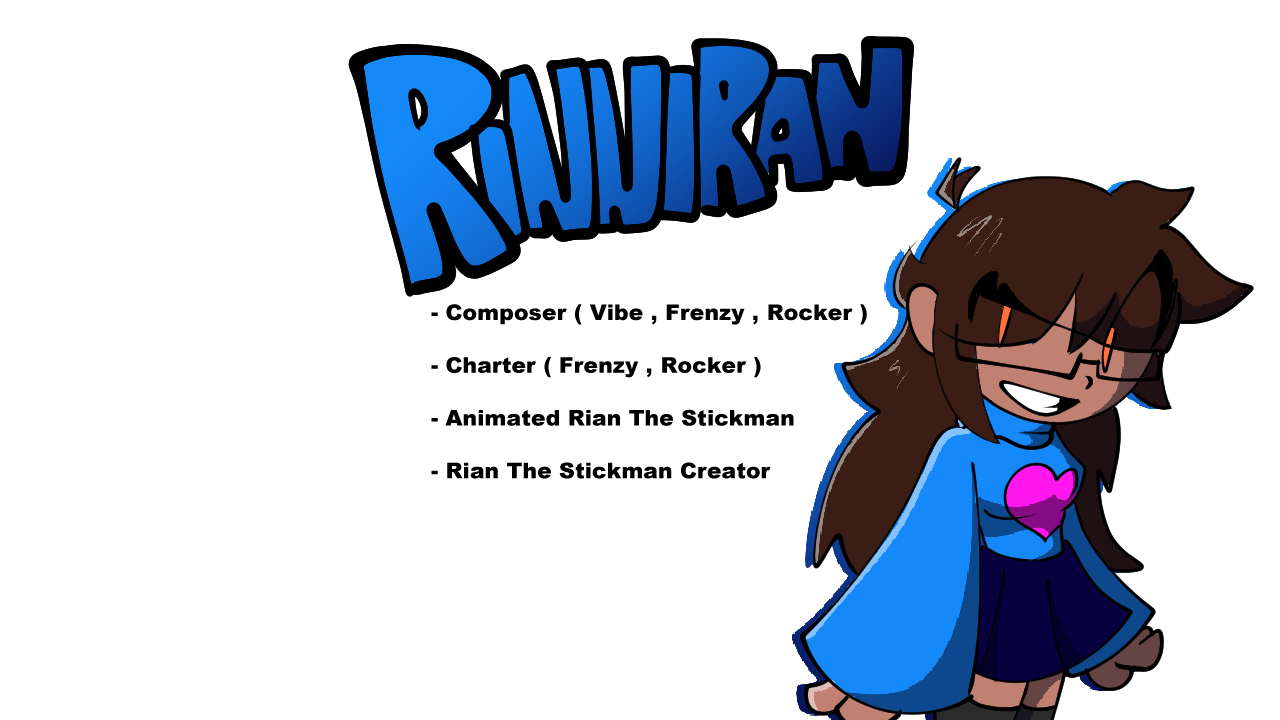 RiNNIRAN
- Composer ( Vibe , Frenzy , Rocker )
- Charter ( Frenzy , Rocker )
- Animated Rian The Stickman
- Rian The Stickman Creator